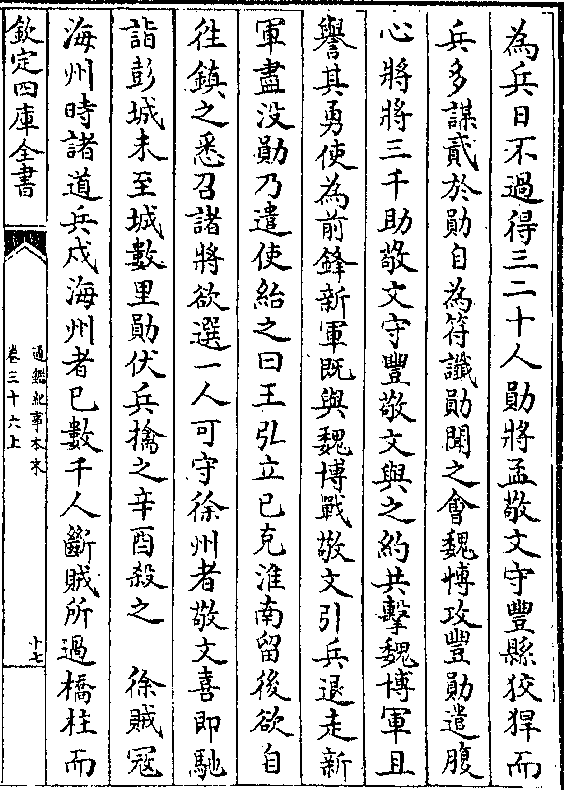 為兵日不過得三二十人勛將孟敬文守豐縣狡猂而
兵多謀貳於勛自為符讖勛聞之會魏愽攻豐勛遣腹
心將將三千助敬文守豐敬文與之約共擊魏博軍且
譽其勇使為前鋒新軍既與魏博戰敬文引兵退走新
軍盡没勛乃遣使紿之曰王弘立已克淮南留後欲自
徃鎮之悉召諸將欲選一人可守徐州者敬文喜即馳
詣彭城未至城數里勛伏兵擒之辛酉殺之　徐賊寇
海州時諸道兵戍海州者已數千人斷賊所過橋柱而
欽定四庫全書
通鑑紀事本末
卷三十六上
十七